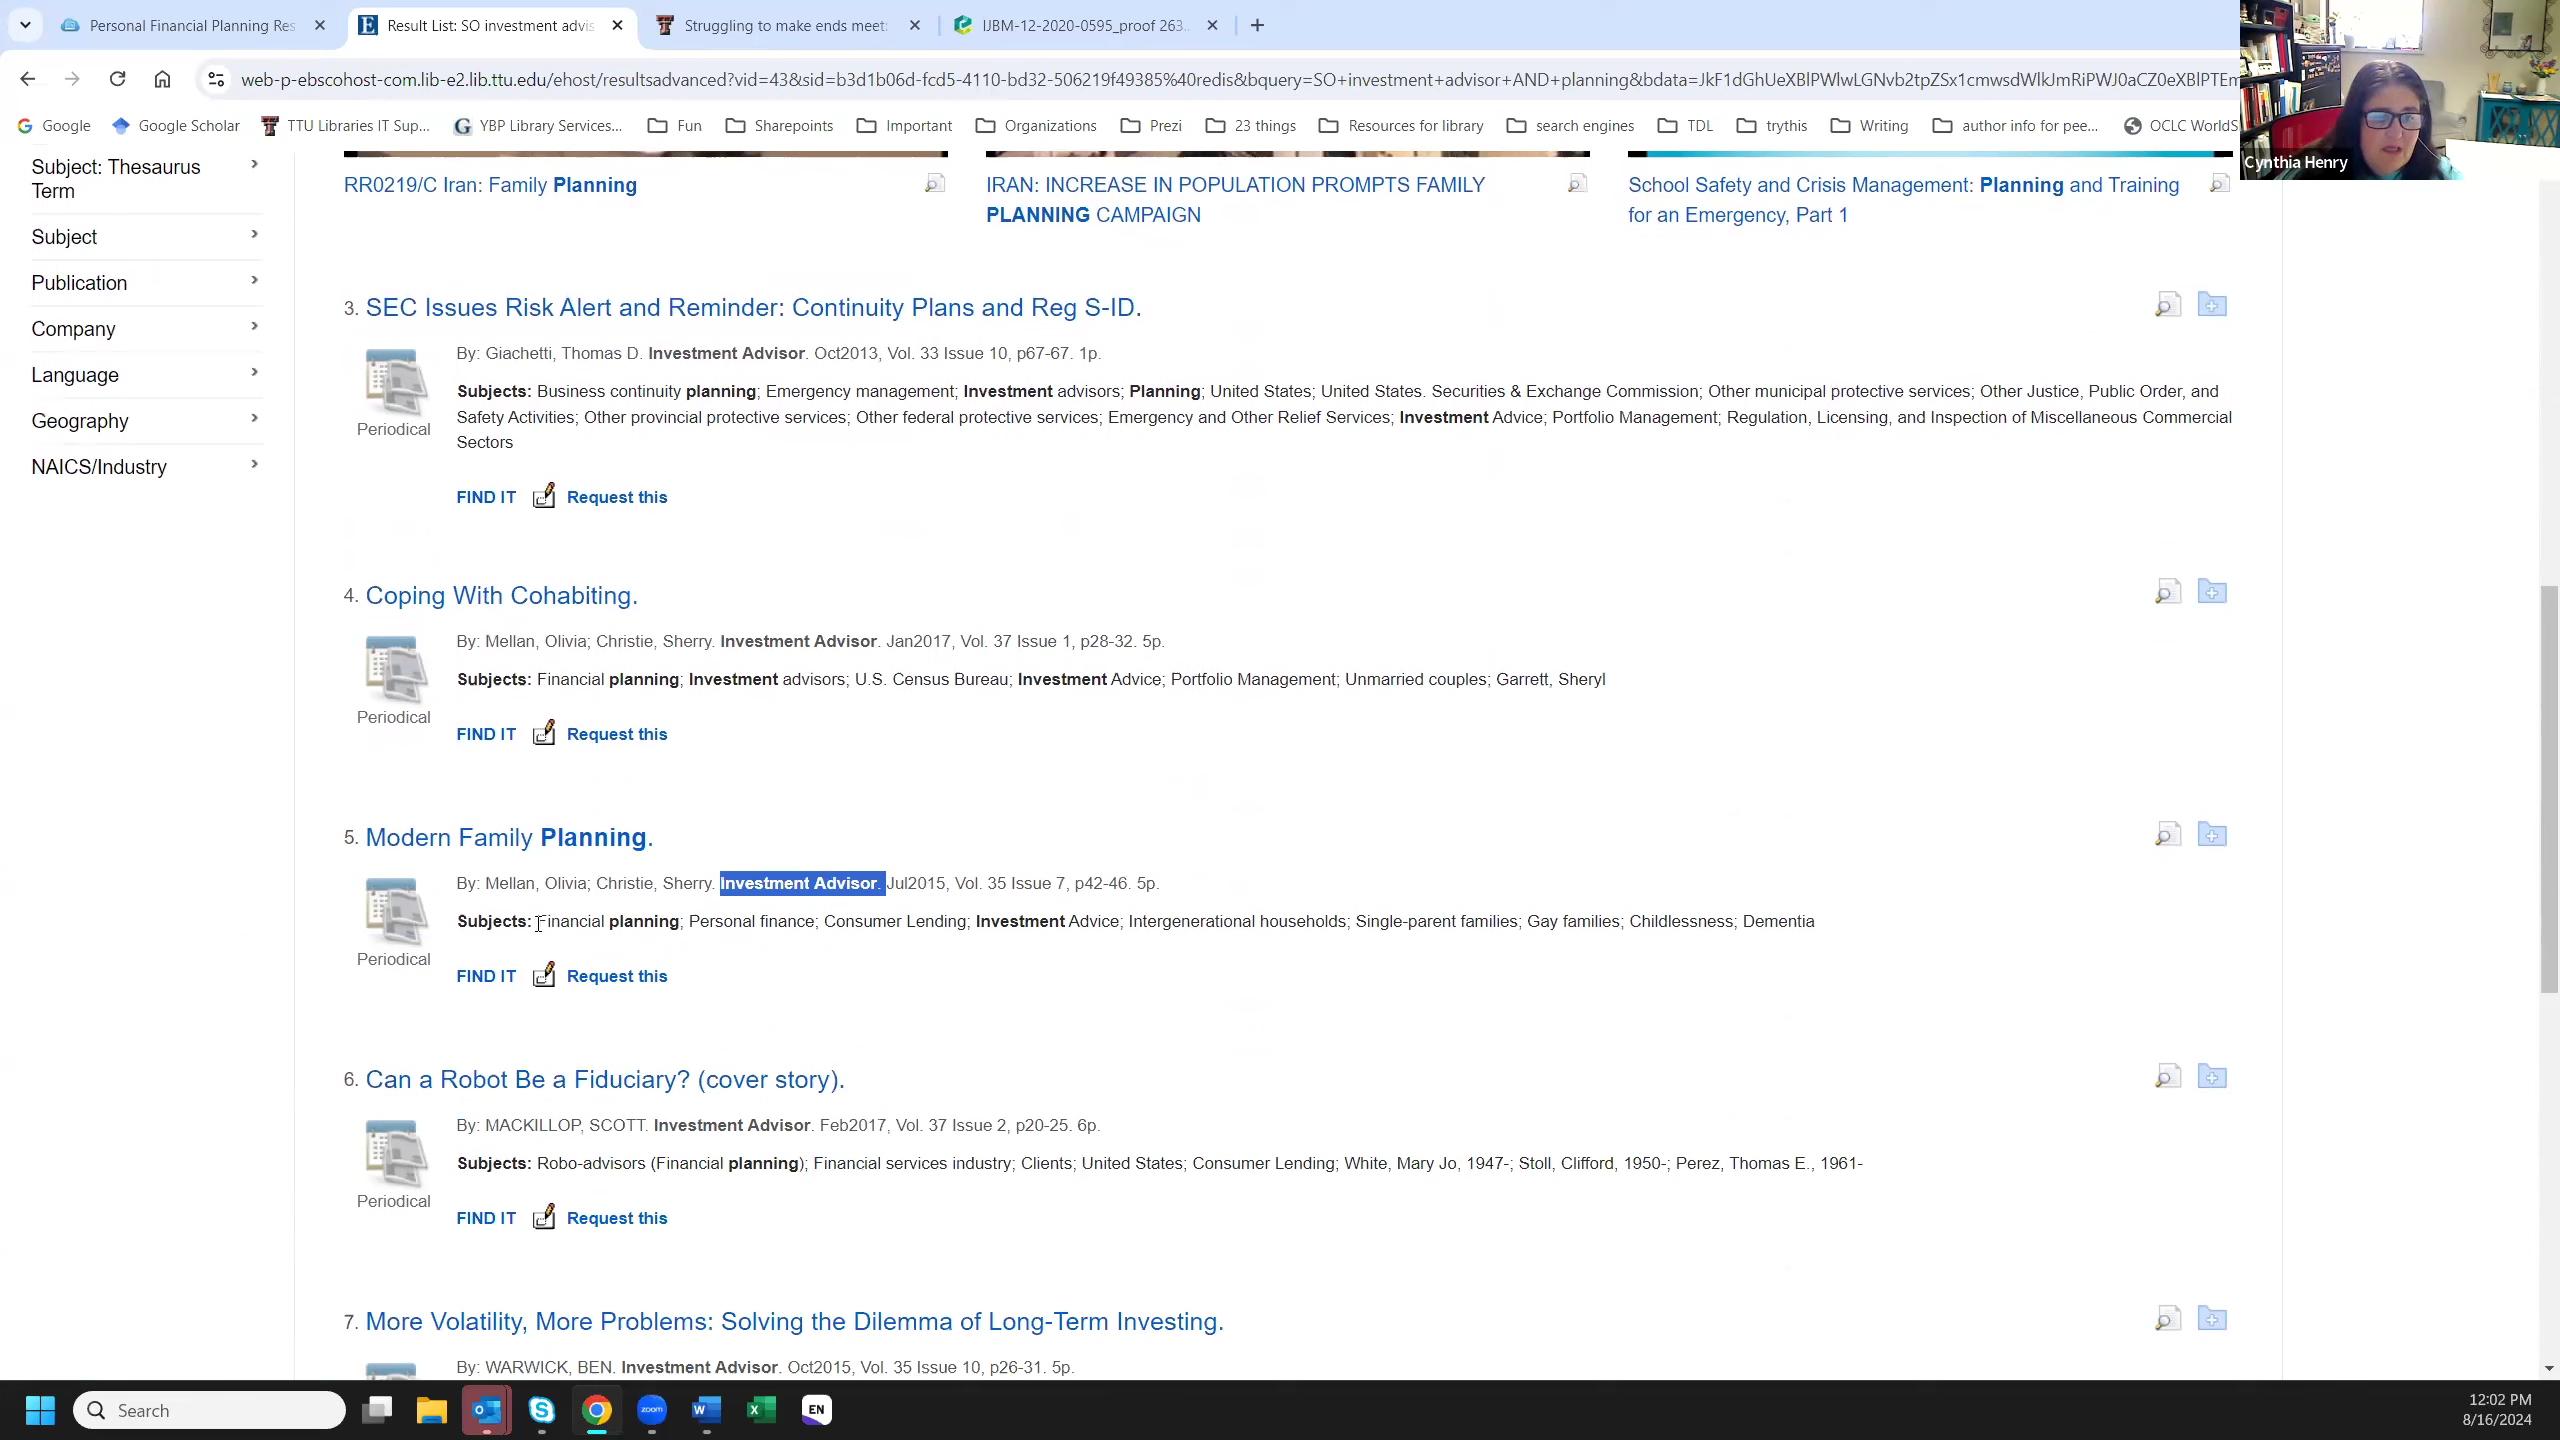 Personal Financial Planning Res
Result List: SO investment advis
Struggling to make ends meet:
IJBM-12-2020-0595_proof 263..
web-p-ebscohost-com.lib-e2.lib.ttu.edu/ehost/resultsadvanced?vid=43&sid=b3d1b06d-fcd5-4110-bd32-506219f49385%40redis&bquery=SO+investment+advisor+AND+planning&bdata=JkF1dGhUeXBlPWlwLGNvb2tpZSx1cmwsdWlkJmRiPWJ0aCZ0eXBlPTEm
Google
Google Scholar
TTU Libraries IT Sup...
YBP Library Services...
Fun
Sharepoints
Important
Organizations
Prezi
23 things
Resources for library
search engines
TDL
trythis
Writing
author info for pee...
OCLC WorldS
Cynthia Henry
Subject: Thesaurus
Term
Subject
Publication
Company
Language
Geography
NAICS/Industry
RR0219/C Iran: Family Planning
IRAN: INCREASE IN POPULATION PROMPTS FAMILY
PLANNING CAMPAIGN
School Safety and Crisis Management: Planning and Training
for an Emergency, Part 1
3. SEC Issues Risk Alert and Reminder: Continuity Plans and Reg S-ID.
By: Giachetti, Thomas D. Investment Advisor. Oct2013, Vol. 33 Issue 10, p67-67. 1p.
Subjects: Business continuity planning; Emergency management; Investment advisors; Planning; United States; United States. Securities & Exchange Commission; Other municipal protective services; Other Justice, Public Order, and
Safety Activities; Other provincial protective services; Other federal protective services; Emergency and Other Relief Services; Investment Advice; Portfolio Management; Regulation, Licensing, and Inspection of Miscellaneous Commercial
Sectors
Periodical
FIND IT Request this
4. Coping With Cohabiting.
By: Mellan, Olivia; Christie, Sherry. Investment Advisor. Jan2017, Vol. 37 Issue 1, p28-32. 5p.
Subjects: Financial planning; Investment advisors; U.S. Census Bureau; Investment Advice; Portfolio Management; Unmarried couples; Garrett, Sheryl
Periodical
FIND IT Request this
5. Modern Family Planning.
By: Mellan, Olivia; Christie, Sherry. Investment Advisor. Jul2015, Vol. 35 Issue 7, p42-46. 5p.
Subjects: Financial planning; Personal finance; Consumer Lending; Investment Advice; Intergenerational households; Single-parent families; Gay families; Childlessness; Dementia
Periodical
FIND IT Request this
6. Can a Robot Be a Fiduciary? (cover story).
By: MACKILLOP, SCOTT. Investment Advisor. Feb2017, Vol. 37 Issue 2, p20-25. 6p.
Subjects: Robo-advisors (Financial planning); Financial services industry; Clients; United States; Consumer Lending; White, Mary Jo, 1947-; Stoll, Clifford, 1950-; Perez, Thomas E., 1961-
Periodical
FIND IT Request this
7. More Volatility, More Problems: Solving the Dilemma of Long-Term Investing.
By: WARWICK, BEN. Investment Advisor. Oct2015, Vol. 35 Issue 10, p26-31. 5p.
Search
zoom
EN
12:02 PM
8/16/2024